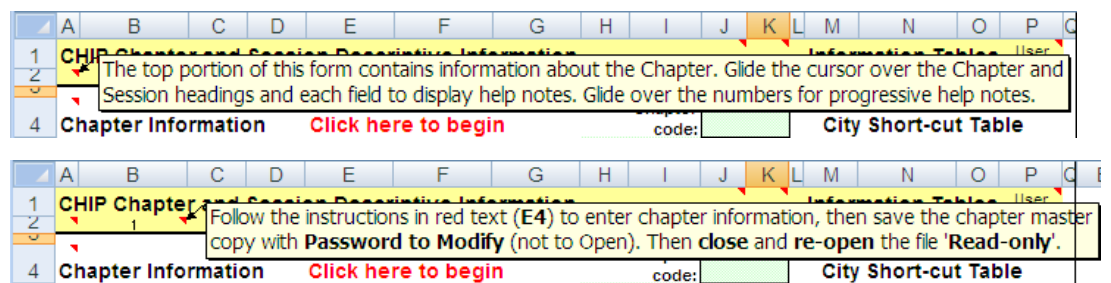 A B C D E F G H I J K L M N O P Q
1 CHIP Chapter and Session Descriptive Information Information Tables User
2 The top portion of this form contains information about the Chapter. Glide the cursor over the Chapter and
3 Session headings and each field to display help notes. Glide over the numbers for progressive help notes.
4 Chapter Information Click here to begin code: City Short-cut Table
A B C D E F G H I J K L M N O P Q
1 CHIP Chapter and Session Descriptive Information Information Tables User
2 1 Follow the instructions in red text (E4) to enter chapter information, then save the chapter master
3 copy with Password to Modify (not to Open). Then close and re-open the file 'Read-only'.
4 Chapter Information Click here to begin code: City Short-cut Table